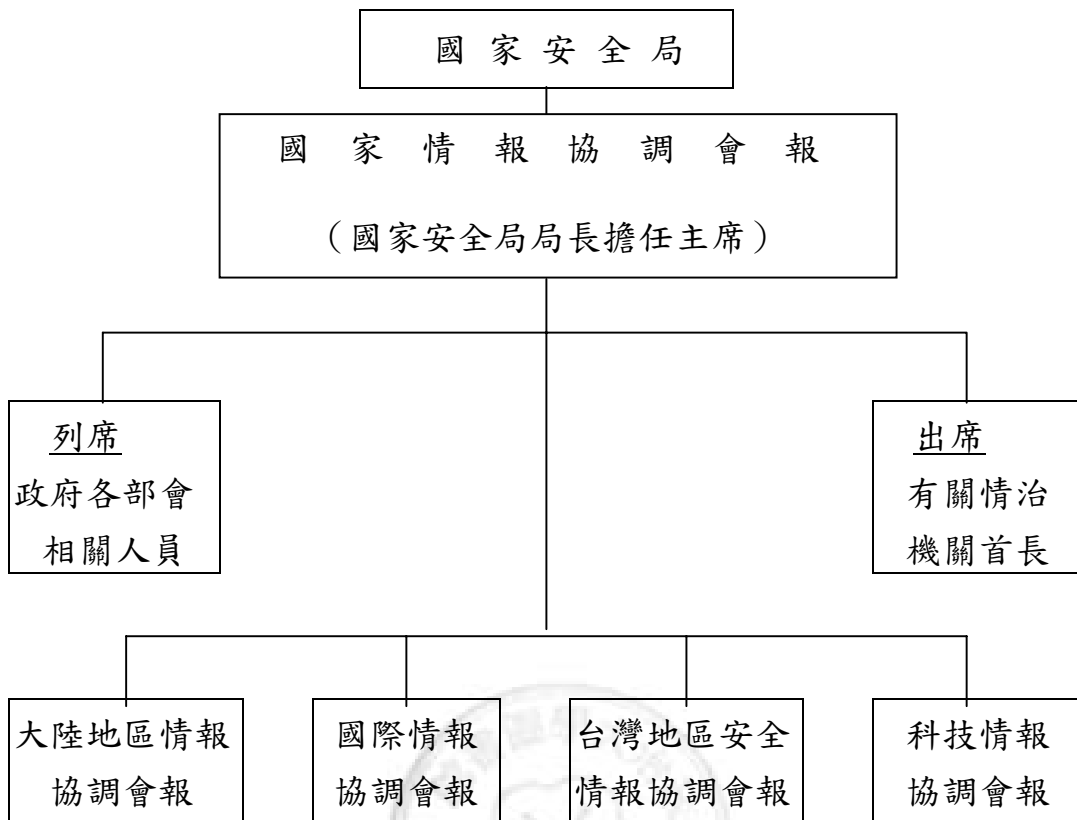 國家安全局
國家情報協調會報
（國家安全局局長擔任主席）
列席
政府各部會
相關人員
出席
有關情治
機關首長
大陸地區情報
協調會報
國際情報
協調會報
台灣地區安全
情報協調會報
科技情報
協調會報